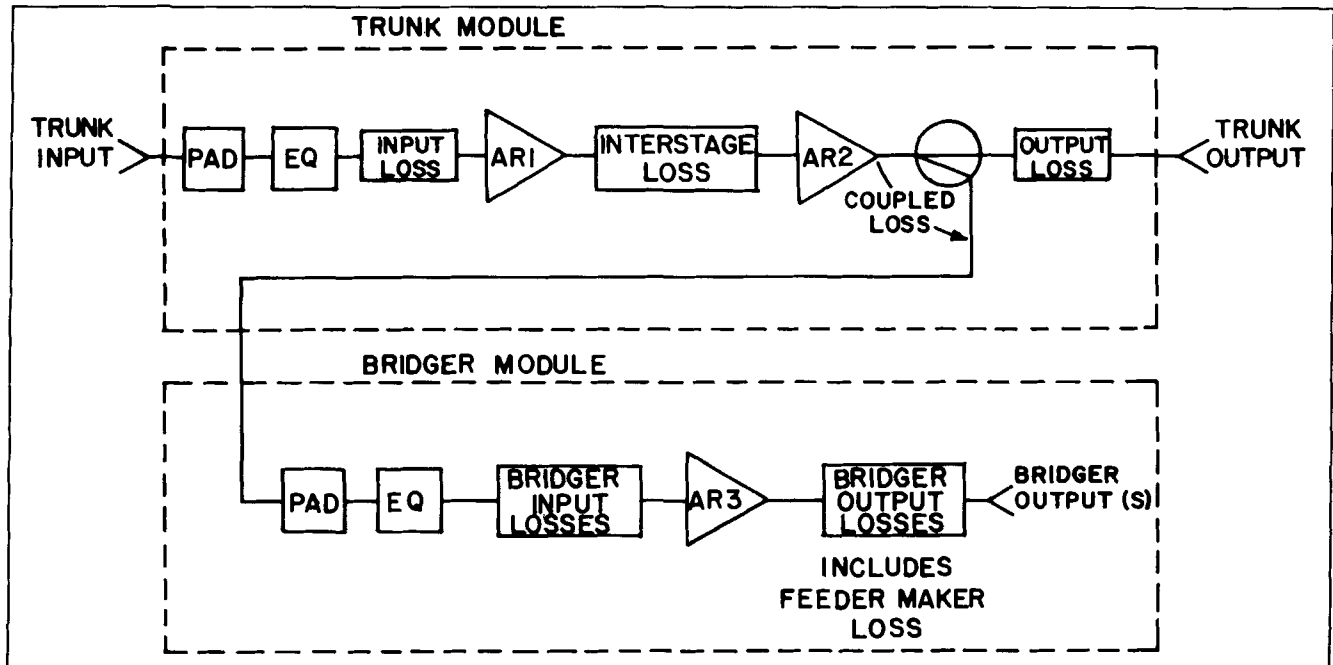 TRUNK MODULE
TRUNK
INPUT
PAD
EQ
INPUT
LOSS
AR1
INTERSTAGE
LOSS
AR2
COUPLED
LOSS
OUTPUT
LOSS
TRUNK
OUTPUT
BRIDGER MODULE
PAD
EQ
BRIDGER
INPUT
LOSSES
AR3
BRIDGER
OUTPUT
LOSSES
BRIDGER
OUTPUT (S)
INCLUDES
FEEDER MAKER
LOSS